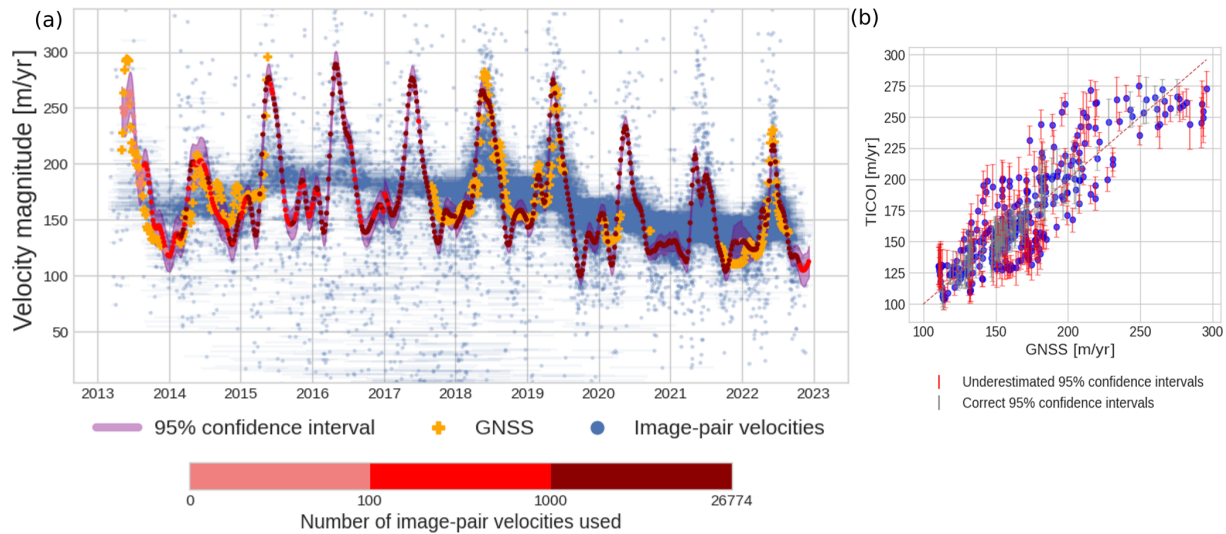 (a)
Velocity magnitude [m/yr]
300
250
200
150
100
50
2013 2014 2015 2016 2017 2018 2019 2020 2021 2022 2023
95% confidence interval GNSS Image-pair velocities
0 100 1000 26774
Number of image-pair velocities used
(b)
TICOI [m/yr]
300
275
250
225
200
175
150
125
100
100 150 200 250 300
GNSS [m/yr]
Underestimated 95% confidence intervals
Correct 95% confidence intervals